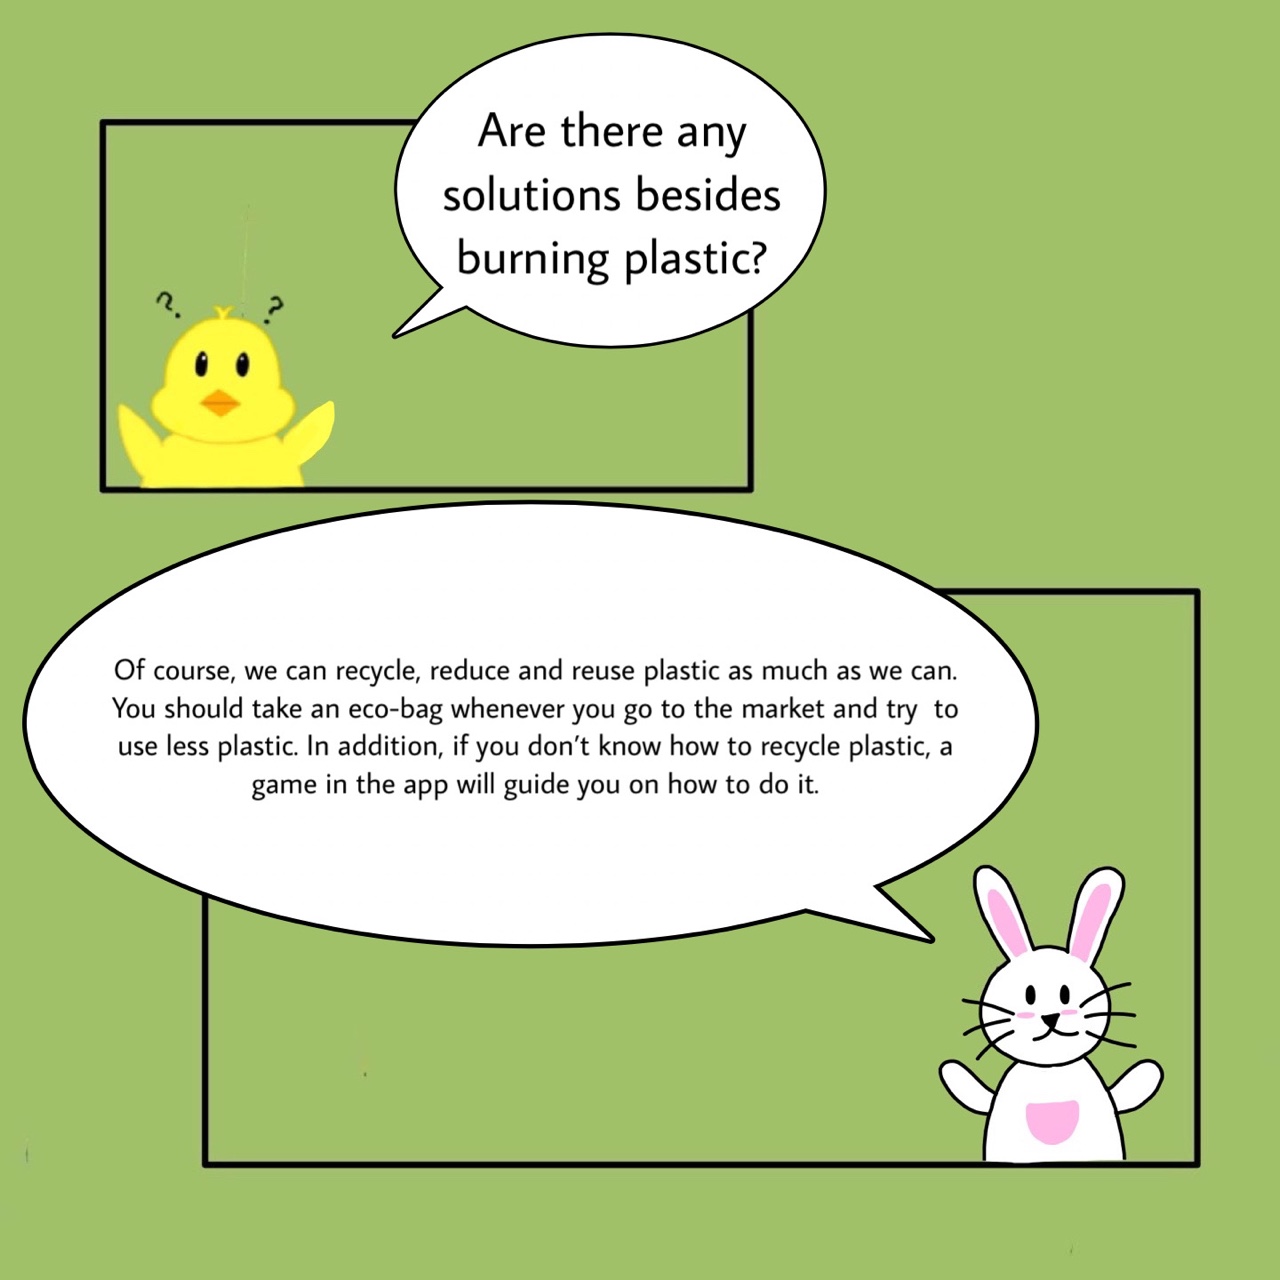 Are there any
solutions besides
burning plastic?
? ?
Of course, we can recycle, reduce and reuse plastic as much as we can.
You should take an eco-bag whenever you go to the market and try  to
use less plastic. In addition, if you don't know how to recycle plastic, a
game in the app will guide you on how to do it.